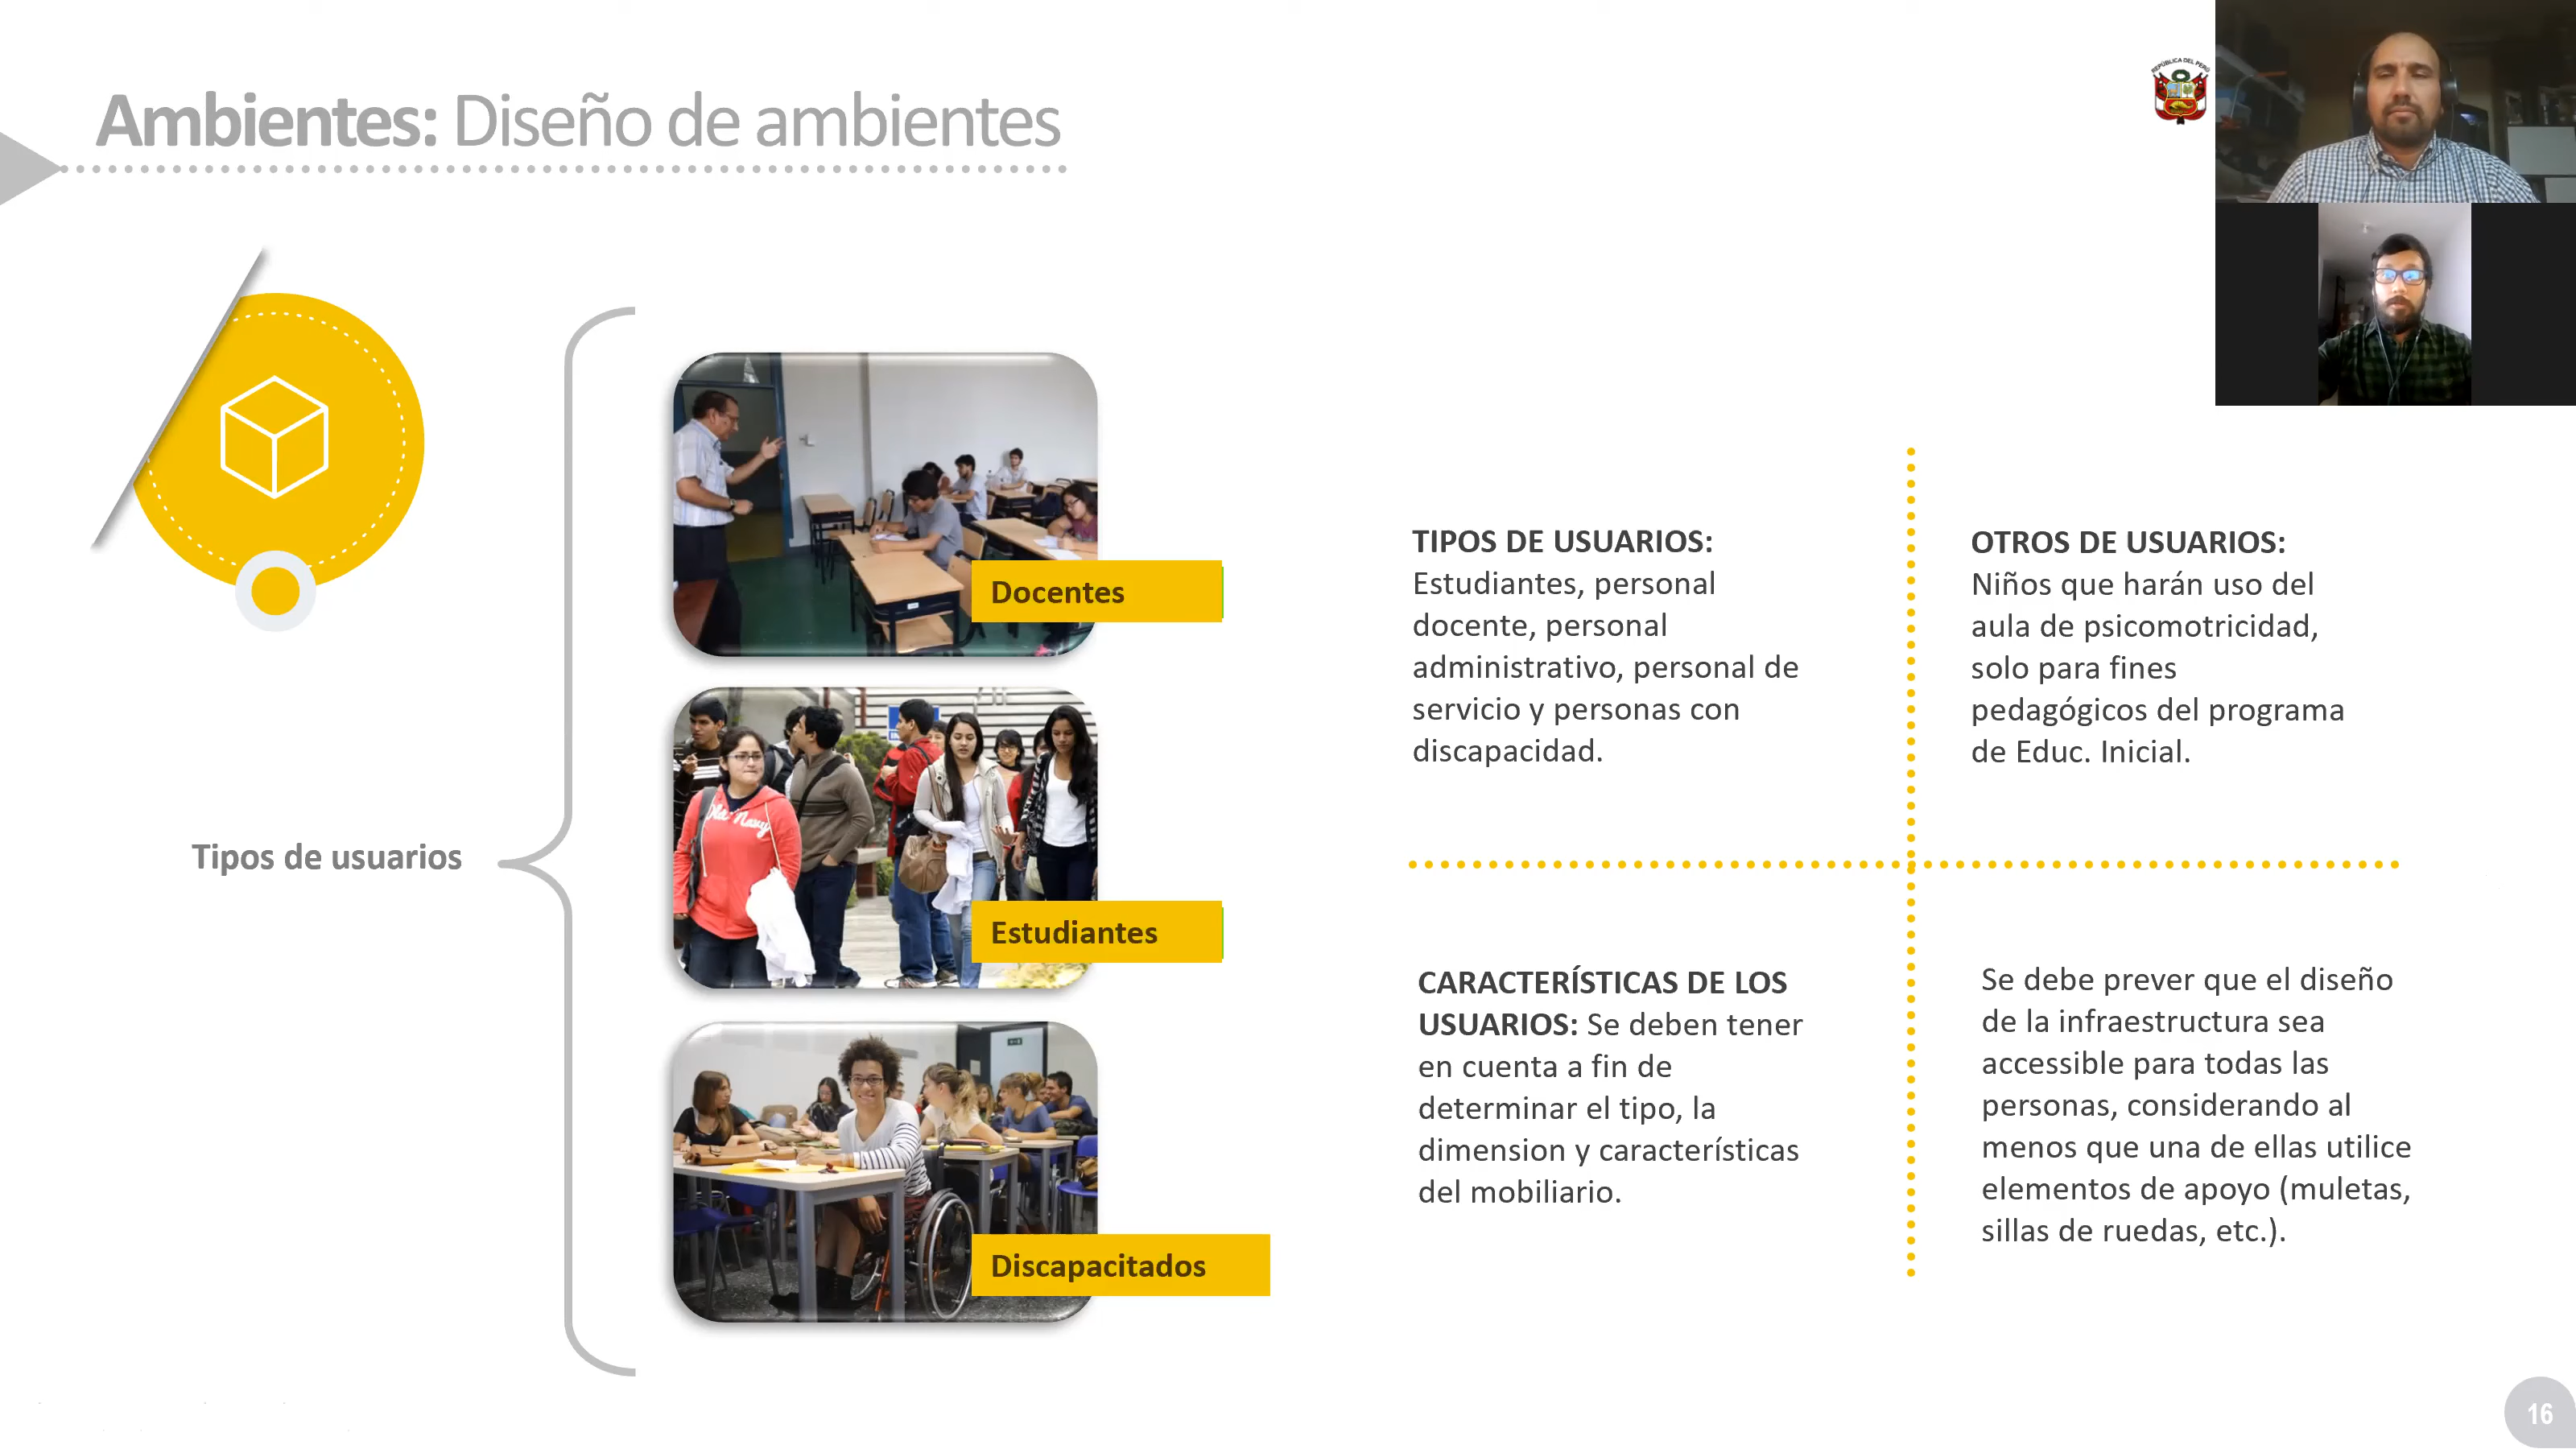 Ambientes: Diseño de ambientes
REPÚBLICA DEL PERÚ
Tipos de usuarios
Docentes
Old Navy
Estudiantes
Discapacitados
TIPOS DE USUARIOS:
Estudiantes, personal
docente, personal
administrativo, personal de
servicio y personas con
discapacidad.
OTROS DE USUARIOS:
Niños que harán uso del
aula de psicomotricidad,
solo para fines
pedagógicos del programa
de Educ. Inicial.
CARACTERÍSTICAS DE LOS
USUARIOS: Se deben tener
en cuenta a fin de
determinar el tipo, la
dimension y características
del mobiliario.
Se debe prever que el diseño
de la infraestructura sea
accessible para todas las
personas, considerando al
menos que una de ellas utilice
elementos de apoyo (muletas,
sillas de ruedas, etc.).
16